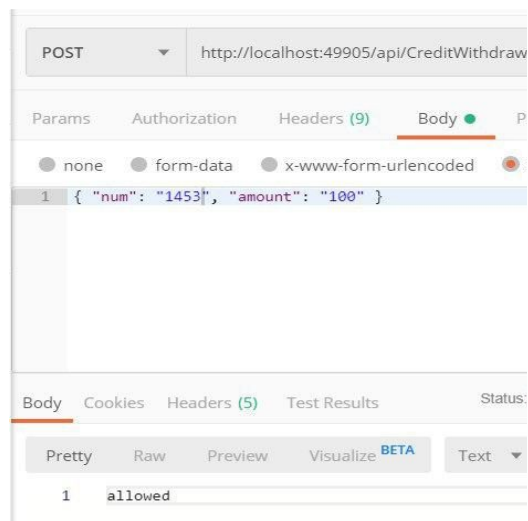 POST http://localhost:49905/api/CreditWithdraw
Params Authorization Headers (9) Body P
none form-data x-www-form-urlencoded
1 { "num": "1453", "amount": "100" }
Body Cookies Headers (5) Test Results Status:
Pretty Raw Preview Visualize BETA Text
1 allowed